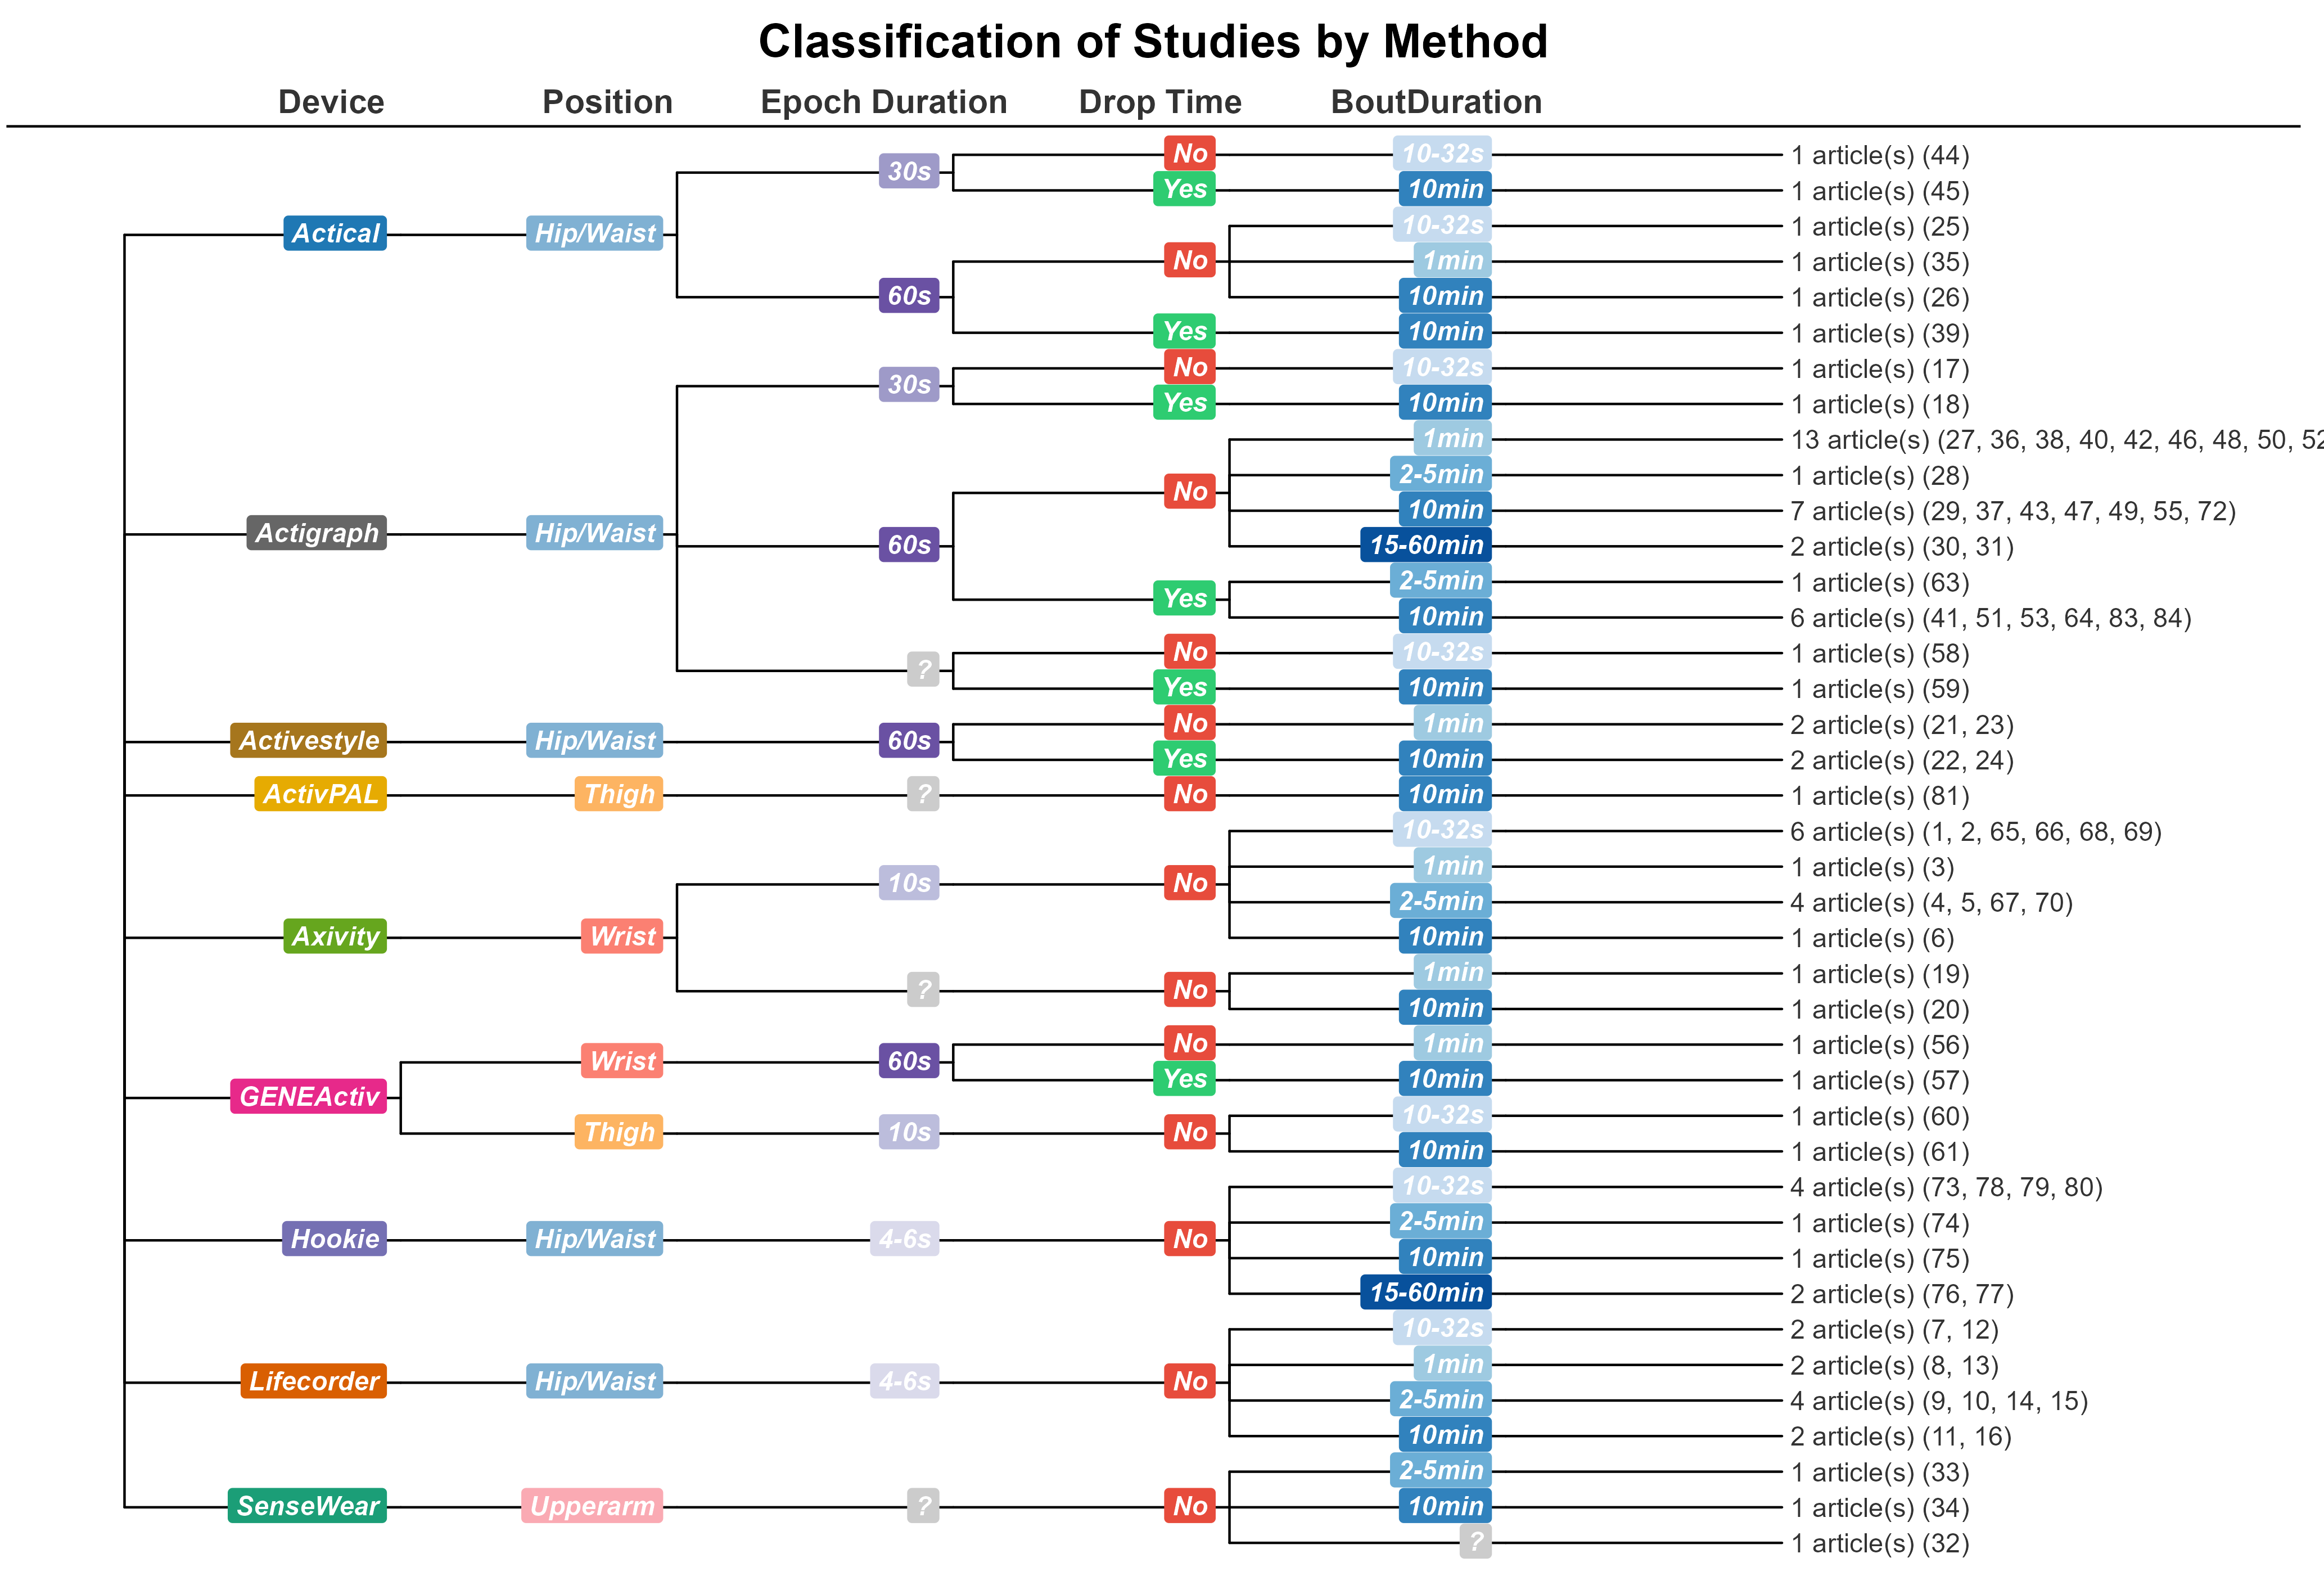 Classification of Studies by Method
Device Position Epoch Duration Drop Time BoutDuration
No 10-32s 1 article(s) (44)
30s
Yes 10min 1 article(s) (45)
10-32s 1 article(s) (25)
Actical Hip/Waist
No 1min 1 article(s) (35)
60s 10min 1 article(s) (26)
Yes 10min 1 article(s) (39)
No 10-32s 1 article(s) (17)
30s
Yes 10min 1 article(s) (18)
1min 13 article(s) (27, 36, 38, 40, 42, 46, 48, 50, 52
2-5min 1 article(s) (28)
No
10min 7 article(s) (29, 37, 43, 47, 49, 55, 72)
Actigraph Hip/Waist 60s 15-60min 2 article(s) (30, 31)
2-5min 1 article(s) (63)
Yes
10min 6 article(s) (41, 51, 53, 64, 83, 84)
No 10-32s 1 article(s) (58)
?
Yes 10min 1 article(s) (59)
No 1min 2 article(s) (21, 23)
Activestyle Hip/Waist 60s
Yes 10min 2 article(s) (22, 24)
ActivPAL Thigh ? No 10min 1 article(s) (81)
10-32s 6 article(s) (1, 2, 65, 66, 68, 69)
1min 1 article(s) (3)
10s No
2-5min 4 article(s) (4, 5, 67, 70)
Axivity Wrist 10min 1 article(s) (6)
1min 1 article(s) (19)
? No
10min 1 article(s) (20)
No 1min 1 article(s) (56)
Wrist 60s
Yes 10min 1 article(s) (57)
GENEActiv
10-32s 1 article(s) (60)
Thigh 10s No
10min 1 article(s) (61)
10-32s 4 article(s) (73, 78, 79, 80)
2-5min 1 article(s) (74)
Hookie Hip/Waist 4-6s No
10min 1 article(s) (75)
15-60min 2 article(s) (76, 77)
10-32s 2 article(s) (7, 12)
1min 2 article(s) (8, 13)
Lifecorder Hip/Waist 4-6s No
2-5min 4 article(s) (9, 10, 14, 15)
10min 2 article(s) (11, 16)
2-5min 1 article(s) (33)
SenseWear Upperarm ? No 10min 1 article(s) (34)
? 1 article(s) (32)